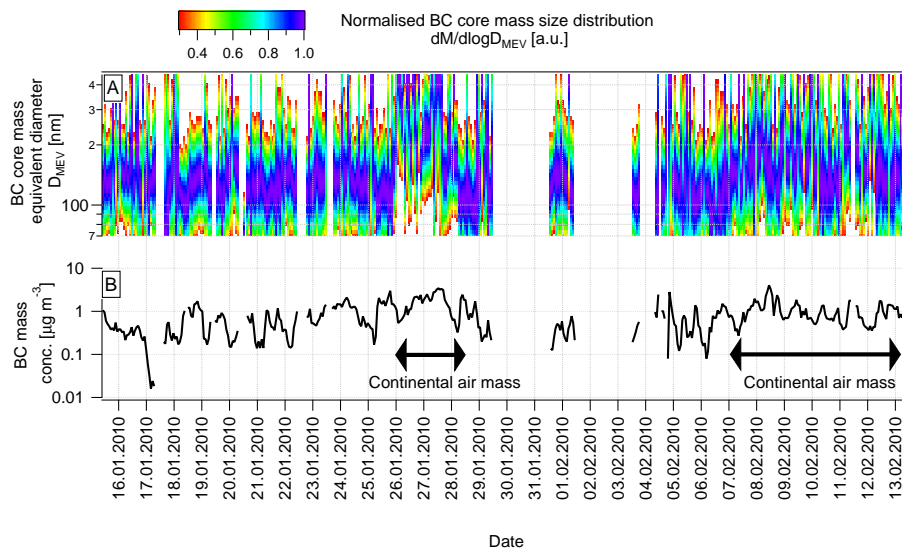 Normalised BC core mass size distribution
dM/dlogD_MEV [a.u.]
0.4 0.6 0.8 1.0
A
BC core mass
equivalent diameter
D_MEV [nm]
4
3
2
100
7
B
BC mass
conc. [µg m⁻³]
10
1
0.1
0.01
Continental air mass
Continental air mass
16.01.2010
17.01.2010
18.01.2010
19.01.2010
20.01.2010
21.01.2010
22.01.2010
23.01.2010
24.01.2010
25.01.2010
26.01.2010
27.01.2010
28.01.2010
29.01.2010
30.01.2010
31.01.2010
01.02.2010
02.02.2010
03.02.2010
04.02.2010
05.02.2010
06.02.2010
07.02.2010
08.02.2010
09.02.2010
10.02.2010
11.02.2010
12.02.2010
13.02.2010
Date